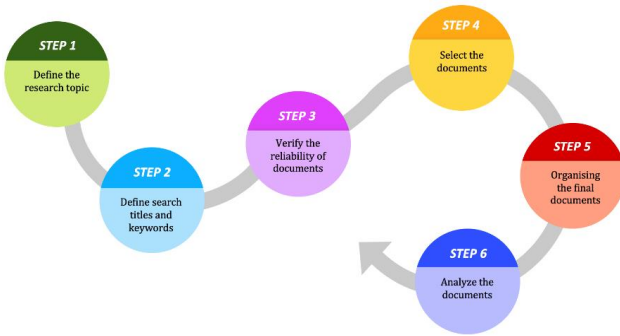 STEP 1
Define the
research topic
STEP 2
Define search
titles and
keywords
STEP 3
Verify the
reliability of
documents
STEP 4
Select the
documents
STEP 5
Organising
the final
documents
STEP 6
Analyze the
documents